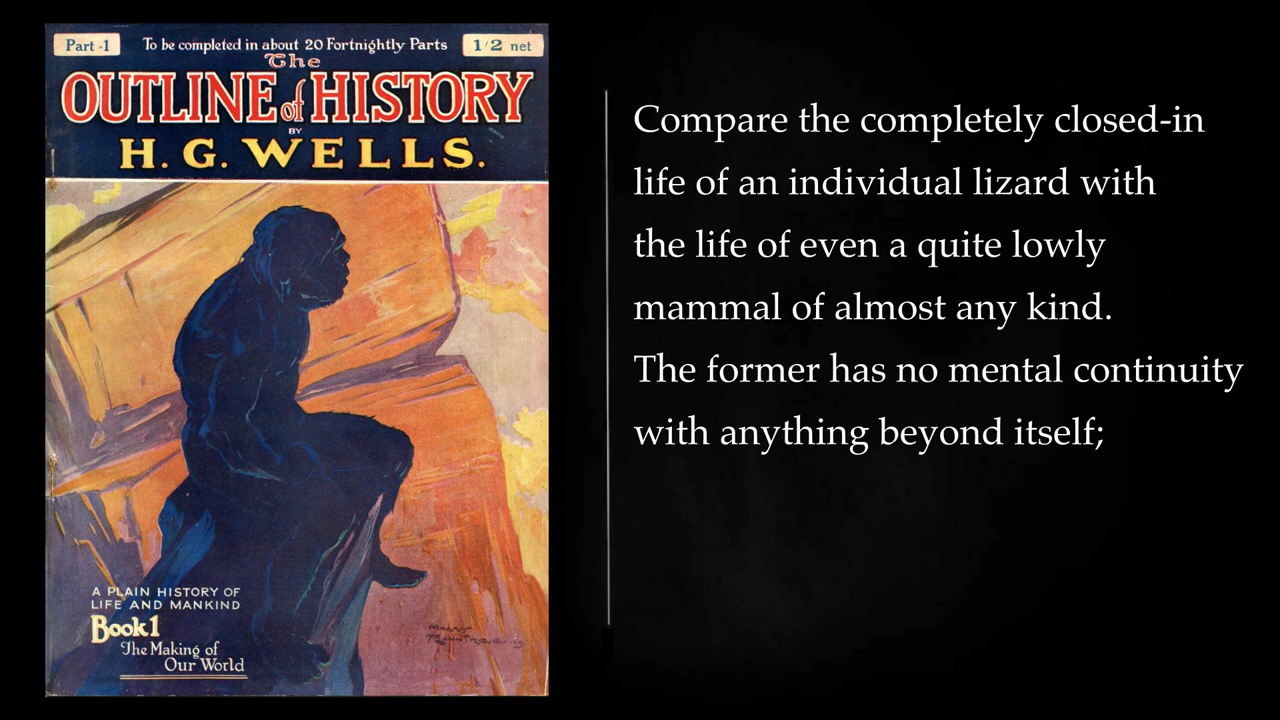 Part -1
To be completed in about 20 Fortnightly Parts
1/2 net
The
OUTLINE of HISTORY
BY
H. G. WELLS.
A PLAIN HISTORY OF
LIFE AND MANKIND
Book 1
The Making of
Our World
Compare the completely closed-in
life of an individual lizard with
the life of even a quite lowly
mammal of almost any kind.
The former has no mental continuity
with anything beyond itself;